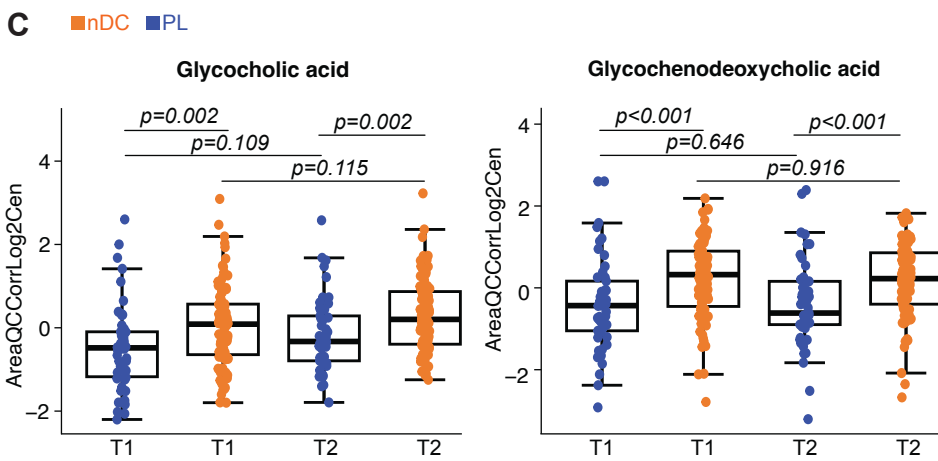 C
nDC PL
Glycocholic acid
AreaQCCorrLog2Cen
4
2
0
−2
p=0.002
p=0.002
p=0.109
p=0.115
T1 T1 T2 T2
Glycochenodeoxycholic acid
AreaQCCorrLog2Cen
4
2
0
−2
p<0.001
p<0.001
p=0.646
p=0.916
T1 T1 T2 T2